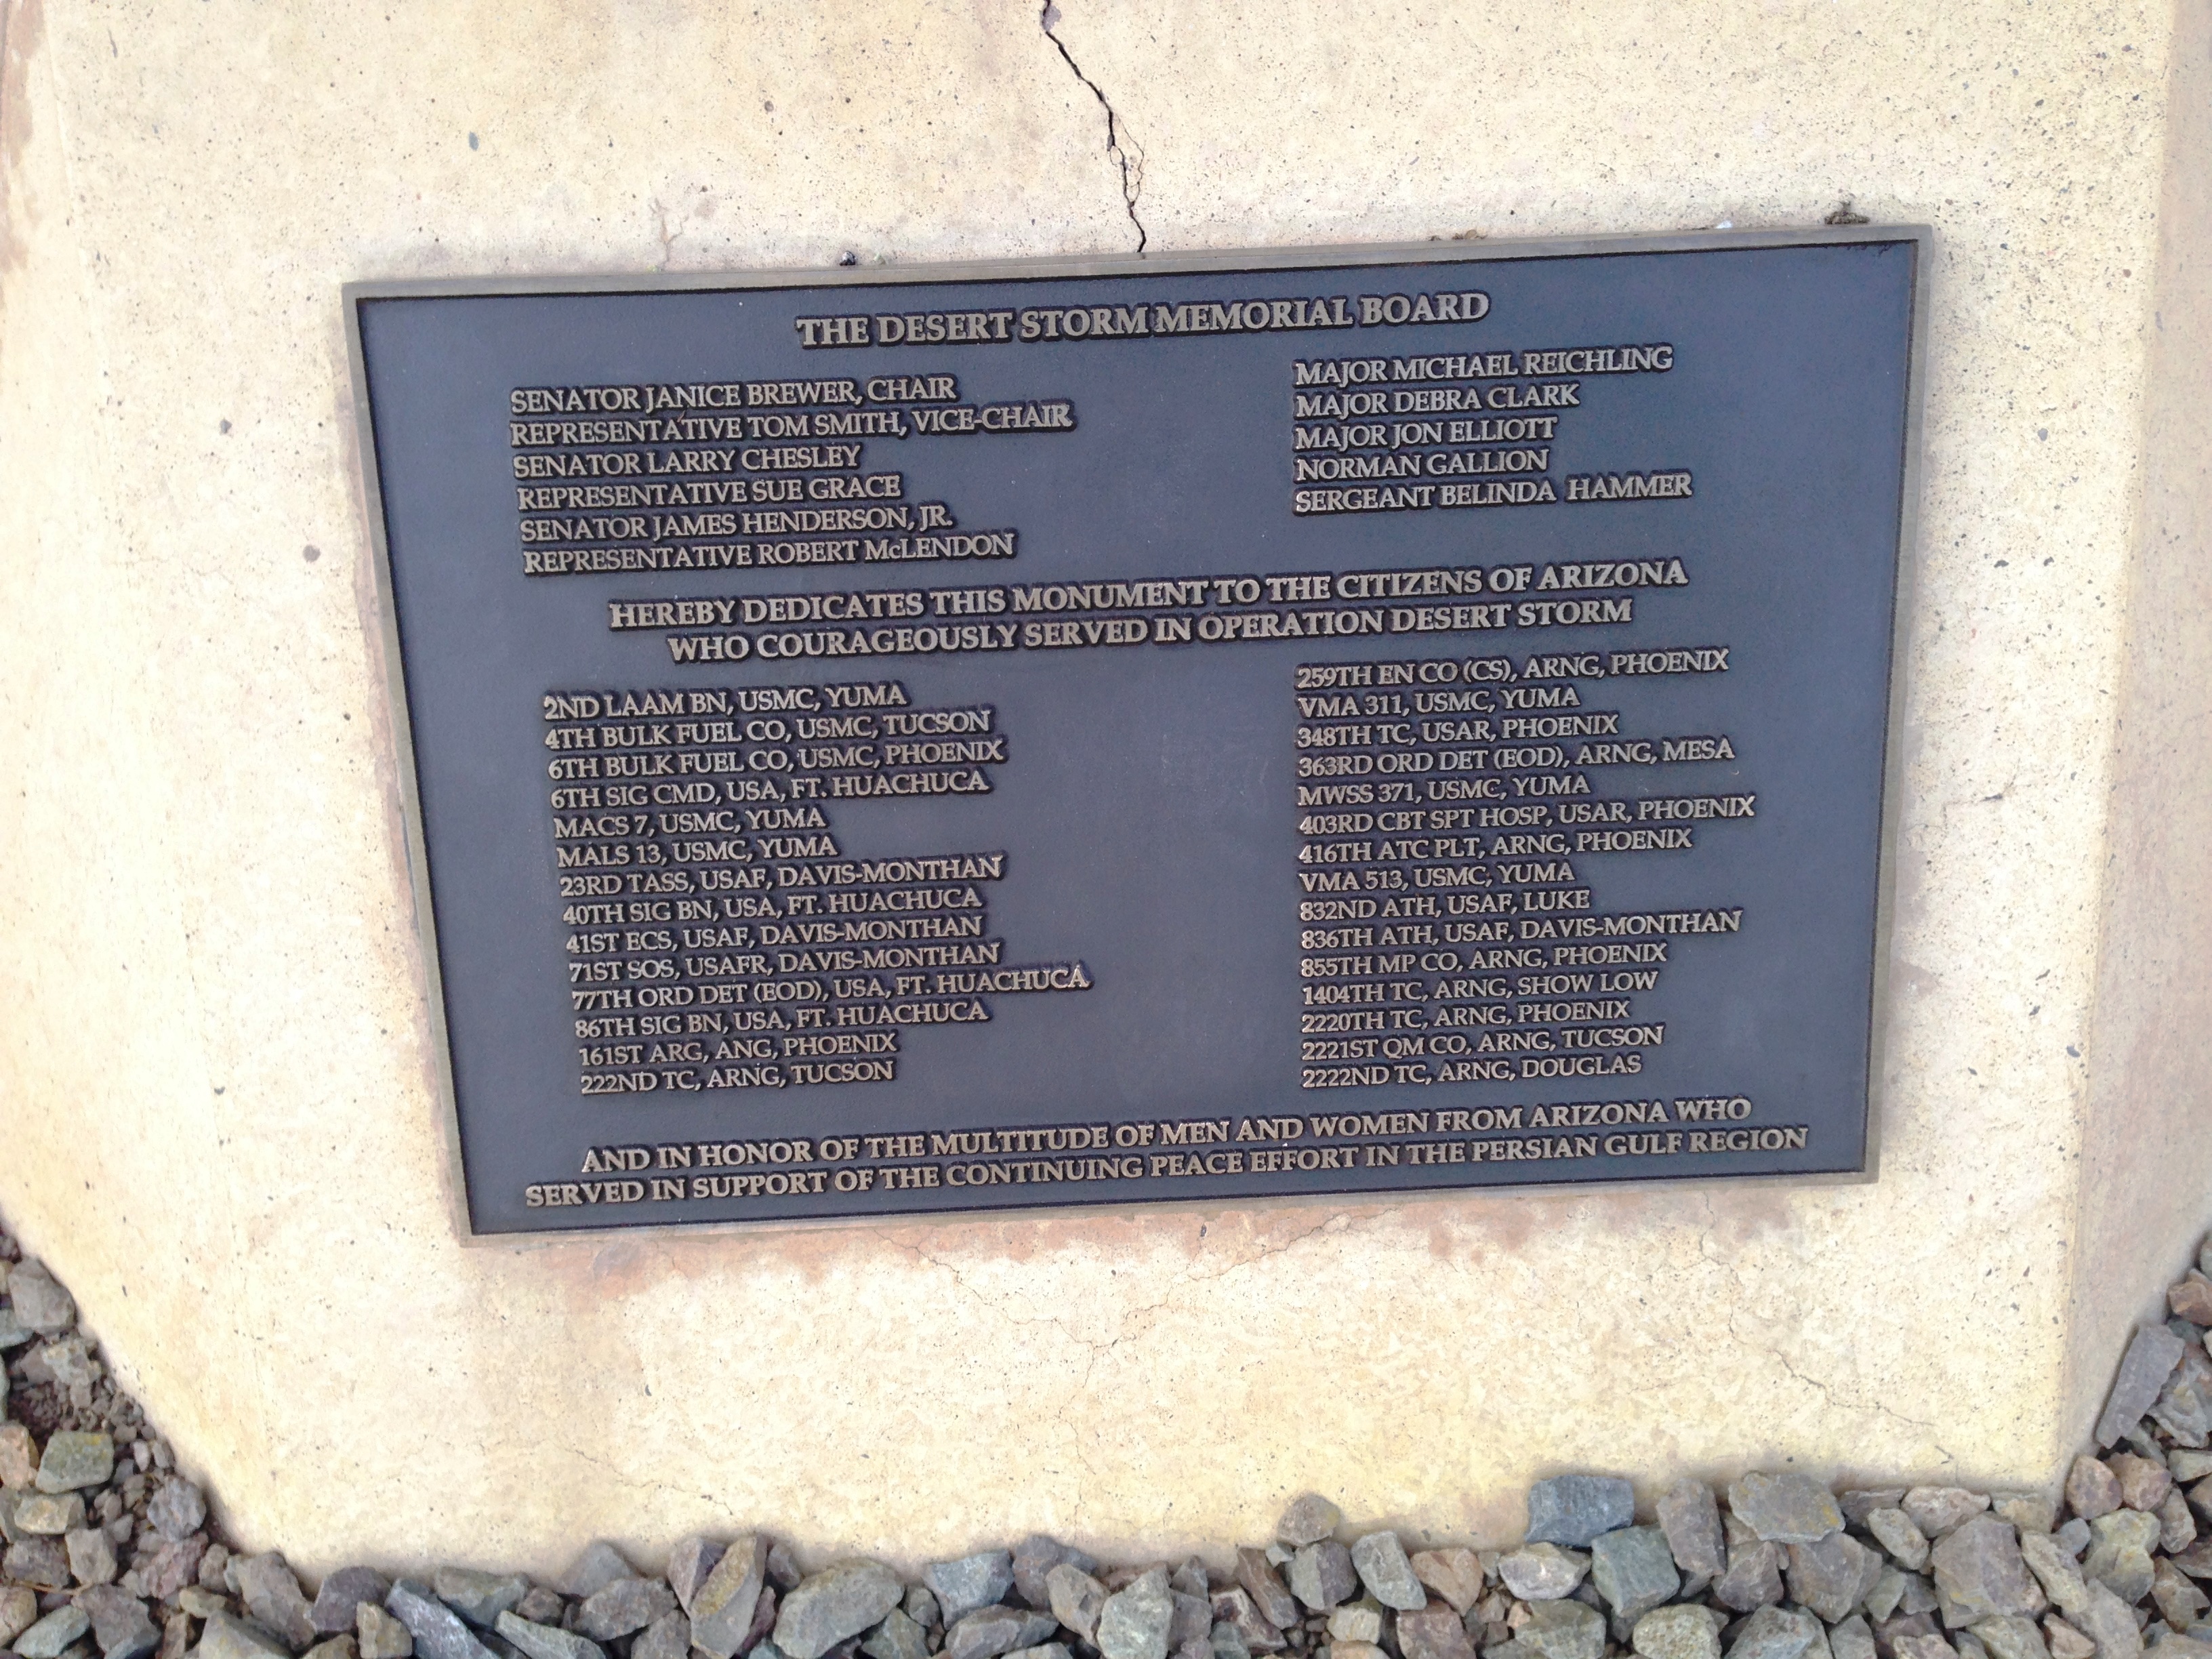 THE DESERT STORM MEMORIAL BOARD
SENATOR JANICE BREWER, CHAIR
REPRESENTATIVE TOM SMITH, VICE-CHAIR
SENATOR LARRY CHESLEY
REPRESENTATIVE SUE GRACE
SENATOR JAMES HENDERSON, JR.
REPRESENTATIVE ROBERT McLENDON
MAJOR MICHAEL REICHLING
MAJOR DEBRA CLARK
MAJOR JON ELLIOTT
NORMAN GALLION
SERGEANT BELINDA HAMMER
HEREBY DEDICATES THIS MONUMENT TO THE CITIZENS OF ARIZONA
WHO COURAGEOUSLY SERVED IN OPERATION DESERT STORM
2ND LAAM BN, USMC, YUMA
4TH BULK FUEL CO, USMC, TUCSON
6TH BULK FUEL CO, USMC, PHOENIX
6TH SIG CMD, USA, FT. HUACHUCA
MACS 7, USMC, YUMA
MALS 13, USMC, YUMA
23RD TASS, USAF, DAVIS-MONTHAN
40TH SIG BN, USA, FT. HUACHUCA
41ST ECS, USAF, DAVIS-MONTHAN
71ST SOS, USAFR, DAVIS-MONTHAN
77TH ORD DET (EOD), USA, FT. HUACHUCA
86TH SIG BN, USA, FT. HUACHUCA
161ST ARG, ANG, PHOENIX
222ND TC, ARNG, TUCSON
259TH EN CO (CS), ARNG, PHOENIX
VMA 311, USMC, YUMA
348TH TC, USAR, PHOENIX
363RD ORD DET (EOD), ARNG, MESA
MWSS 371, USMC, YUMA
403RD CBT SPT HOSP, USAR, PHOENIX
416TH ATC PLT, ARNG, PHOENIX
VMA 513, USMC, YUMA
832ND ATH, USAF, LUKE
836TH ATH, USAF, DAVIS-MONTHAN
855TH MP CO, ARNG, PHOENIX
1404TH TC, ARNG, SHOW LOW
2220TH TC, ARNG, PHOENIX
2221ST QM CO, ARNG, TUCSON
2222ND TC, ARNG, DOUGLAS
AND IN HONOR OF THE MULTITUDE OF MEN AND WOMEN FROM ARIZONA WHO
SERVED IN SUPPORT OF THE CONTINUING PEACE EFFORT IN THE PERSIAN GULF REGION